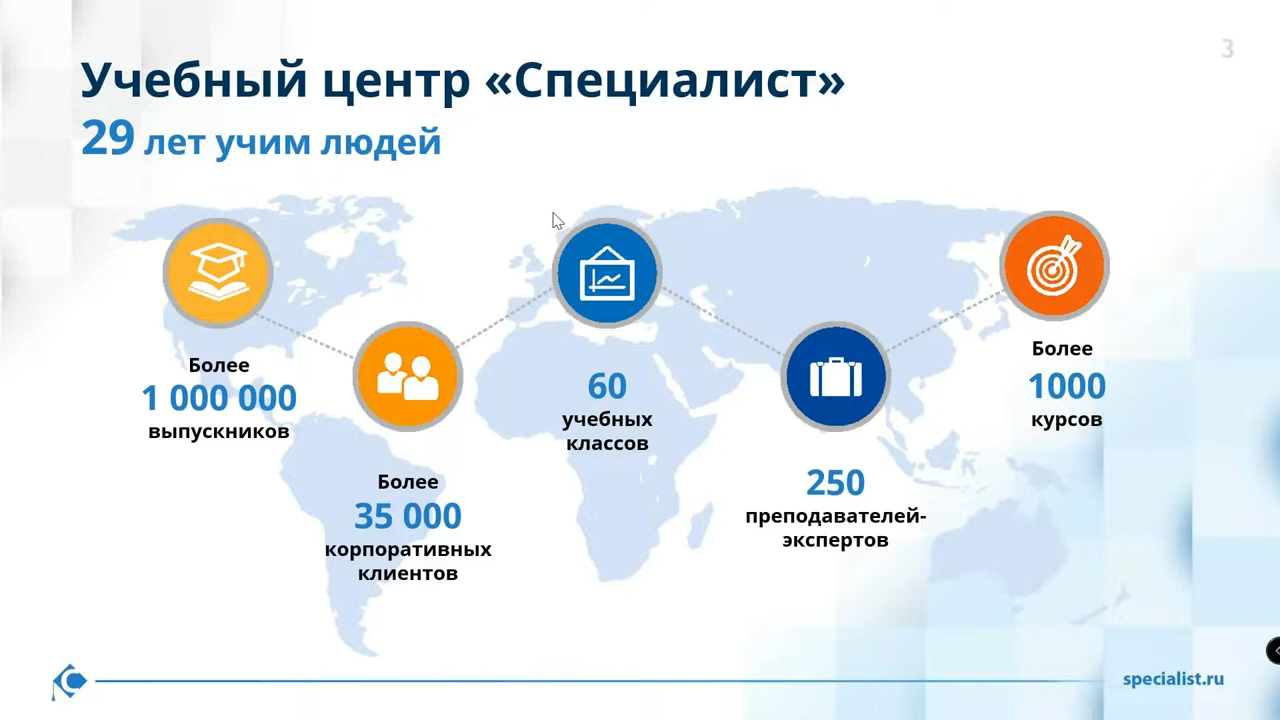 3
Учебный центр «Специалист»
29 лет учим людей
Более
1 000 000
выпускников
Более
35 000
корпоративных
клиентов
60
учебных
классов
250
преподавателей-
экспертов
Более
1000
курсов
specialist.ru